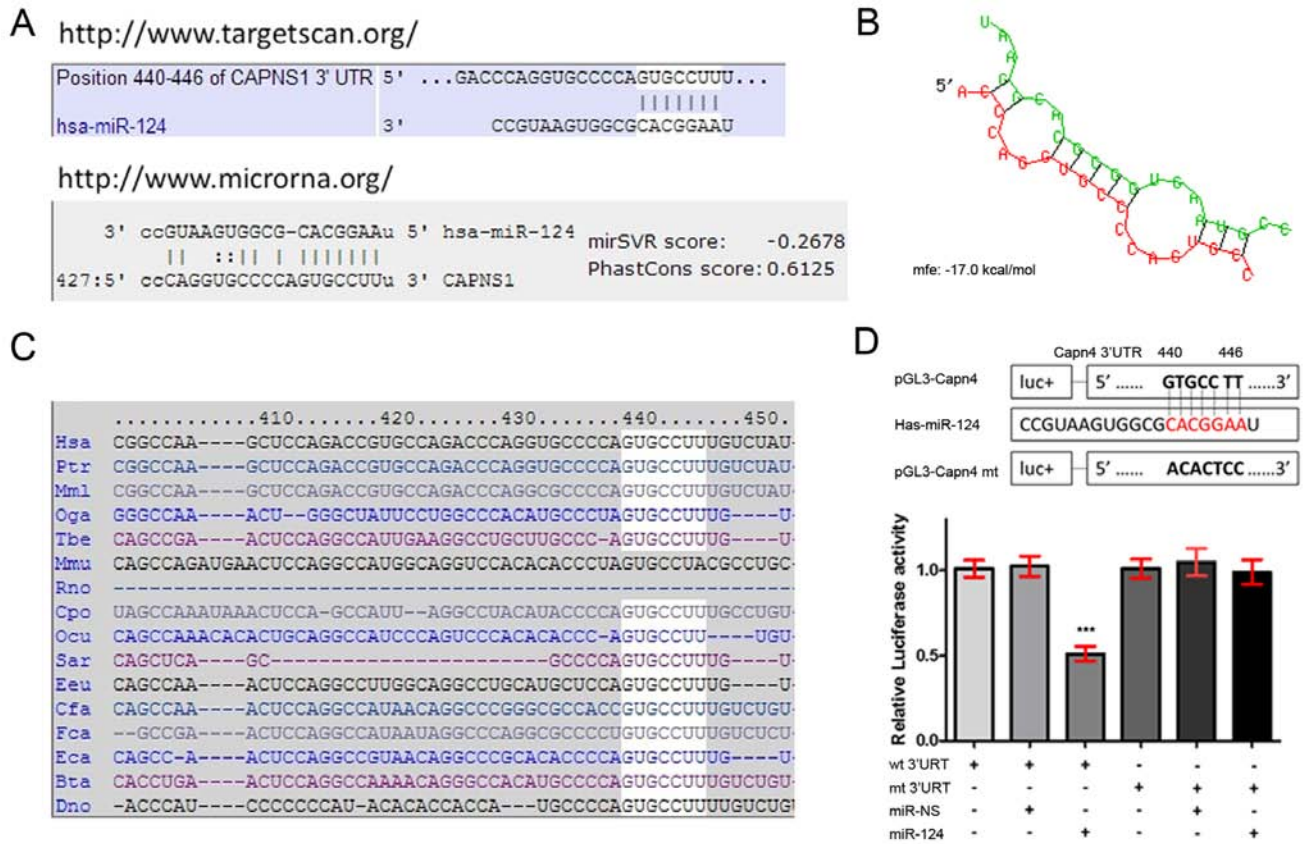 A
http://www.targetscan.org/
Position 440-446 of CAPNS1 3' UTR 5' ...GACCCAGGUGCCCCAGUGCCUUU...
hsa-miR-124 3' CCGUAAGUGGCGCACGGAAU
http://www.microrna.org/
3' ccGUAAGUGGCG-CACGGAAu 5' hsa-miR-124
427:5' ccCAGGUGCCCCAGUGCCUUu 3' CAPNS1
mirSVR score: -0.2678
PhastCons score: 0.6125
B
5'
mfe: -17.0 kcal/mol
C
..........410.......420.......430.......440.......450.
Hsa CGGCCAA----GCUCCAGACCGUGCCAGACCCAGGUGCCCCAGUGCCUUUGUCUAU-
Ptr CGGCCAA----GCUCCAGACCGUGCCAGACCCAGGUGCCCCAGUGCCUUUGUCUAU-
Mml CGGCCAA----GCUCCAGACCGUGCCAGACCCAGGCGCCCCAGUGCCUUUGUCUAU-
Oga GGGCCAA----ACU--GGGCUAUUCCUGGCCCACAUGCCCUAGUGCCUUUG----U-
Tbe CAGCCGA----ACUCCAGGCCAUUGAAGGCCUGCUUGCCC-AGUGCCUUUG----U-
Mmu CAGCCAGAUGAACUCCAGGCCAUGGCAGGUCCACACACCCUAGUGCCUACGCCUGC-
Rno ---------------------------------------------------------
Cpo UAGCCAAAUAAACUCCA-GCCAUU--AGGCCUACAUACCCCAGUGCCUUUGCCUGU-
Ocu CAGCCAAACACACUGCAGGCCAUCCCAGUCCCACACACCC-AGUGCCUU----UGU-
Sar CAGCUCA----GC-----------------------GCCCCAGUGCCUUUG----U-
Eeu CAGCCAA----ACUCCAGGCCUUGGCAGGCCUGCAUGCUCCAGUGCCUUUG----U-
Cfa CAGCCAA----ACUCCAGGCCAUAACAGGCCCGGGCGCCACCGUGCCUUUGUCUGU-
Fca --GCCGA----ACUCCAGGCCAUAAUAGGCCCAGGCGCCCCUGUGCCUUUGUCUCU-
Eca CAGCC-A----ACUCCAGGCCGUAACAGGCCCGCACACCCCAGUGCCUUUG----U-
Bta CACCUGA----ACUCCAGGCCAAAACAGGGCCACAUGCCCCAGUGCCUUUGUCUGU-
Dno -ACCCAU----CCCCCCCAU-ACACACCACCA---UGCCCCAGUGCCUUUUGUCUGU
D
Capn4 3'UTR 440 446
pGL3-Capn4 luc+ 5' ...... GTGCC TT ......3'
Has-miR-124 CCGUAAGUGGCGCACGGAAU
pGL3-Capn4 mt luc+ 5' ...... ACACTCC ......3'
Relative Luciferase activity
1.0
0.5
0.0
***
wt 3'URT + + + - - -
mt 3'URT - - - + + +
miR-NS - + - - + -
miR-124 - - + - - +